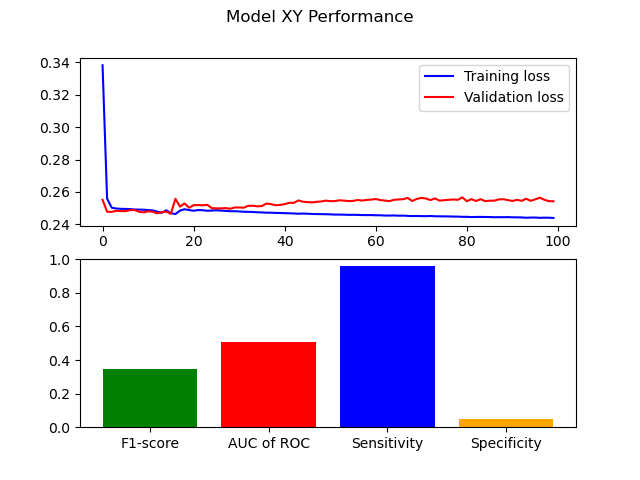 Model XY Performance
0.34
0.32
0.30
0.28
0.26
0.24
Training loss
Validation loss
0 20 40 60 80 100
1.0
0.8
0.6
0.4
0.2
0.0
F1-score AUC of ROC Sensitivity Specificity